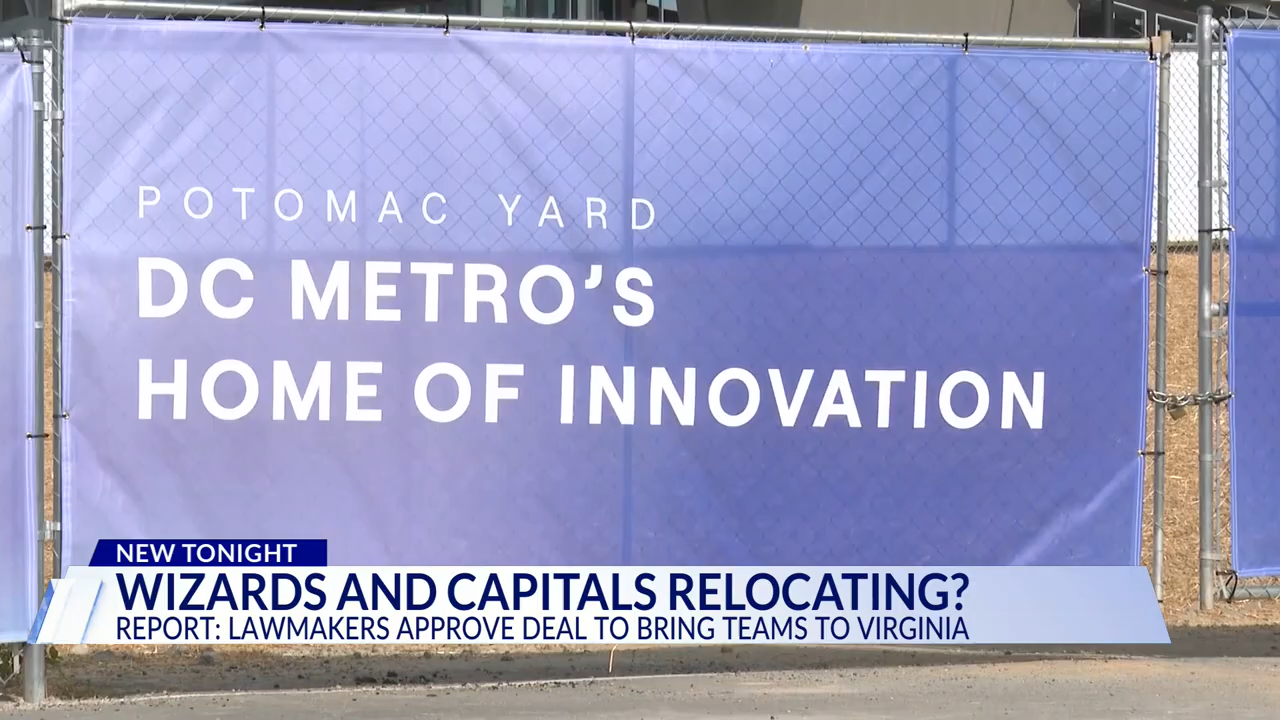 POTOMAC YARD
DC METRO'S
HOME OF INNOVATION
NEW TONIGHT
WIZARDS AND CAPITALS RELOCATING?
REPORT: LAWMAKERS APPROVE DEAL TO BRING TEAMS TO VIRGINIA